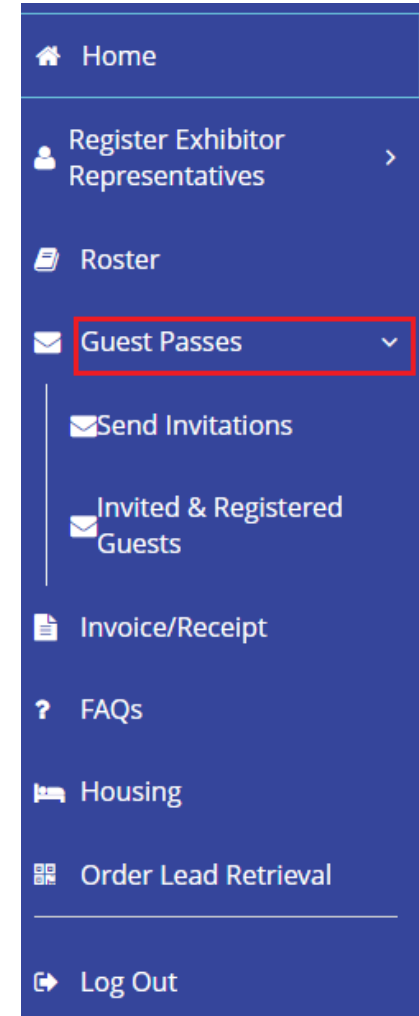 Home
Register Exhibitor
Representatives
Roster
Guest Passes
Send Invitations
Invited & Registered
Guests
Invoice/Receipt
FAQs
Housing
Order Lead Retrieval
Log Out